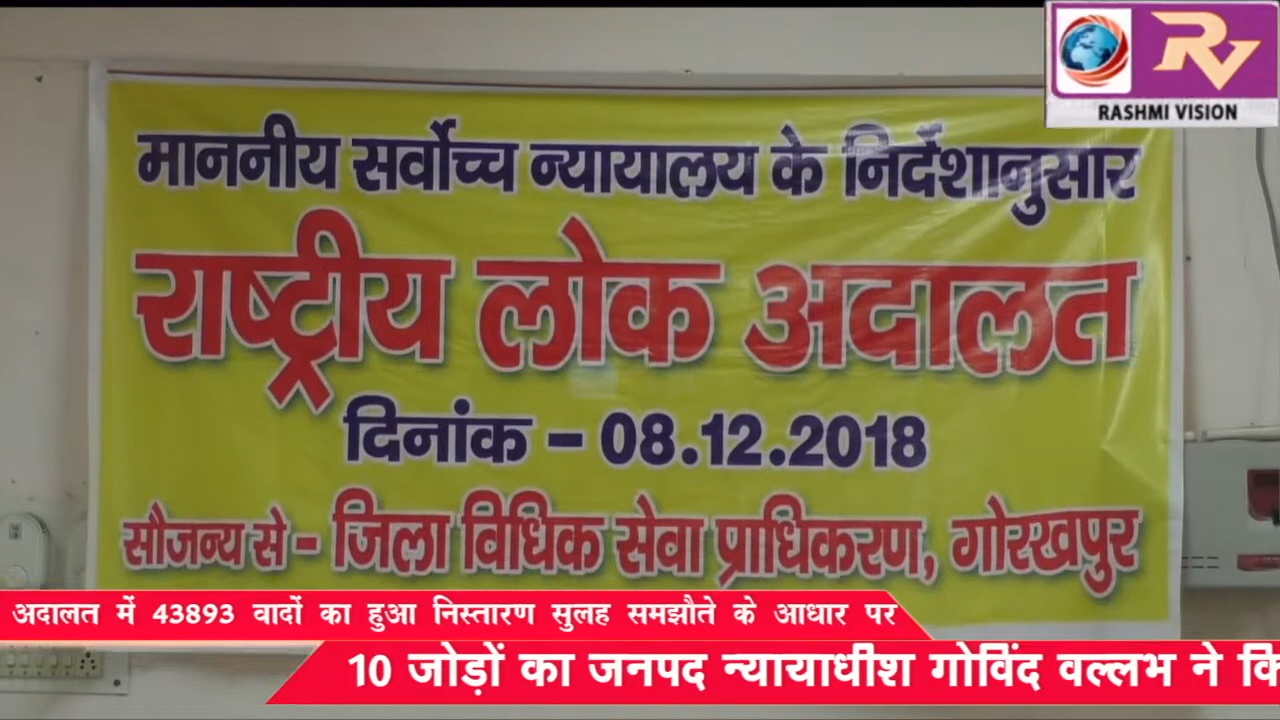 RV
RASHMI VISION
माननीय सर्वोच्च न्यायालय के निर्देशानुसार
राष्ट्रीय लोक अदालत
दिनांक - 08.12.2018
सौजन्य से - जिला विधिक सेवा प्राधिकरण, गोरखपुर
अदालत में 43893 वादों का हुआ निस्तारण सुलह समझौते के आधार पर
10 जोड़ों का जनपद न्यायाधीश गोविंद वल्लभ ने कि